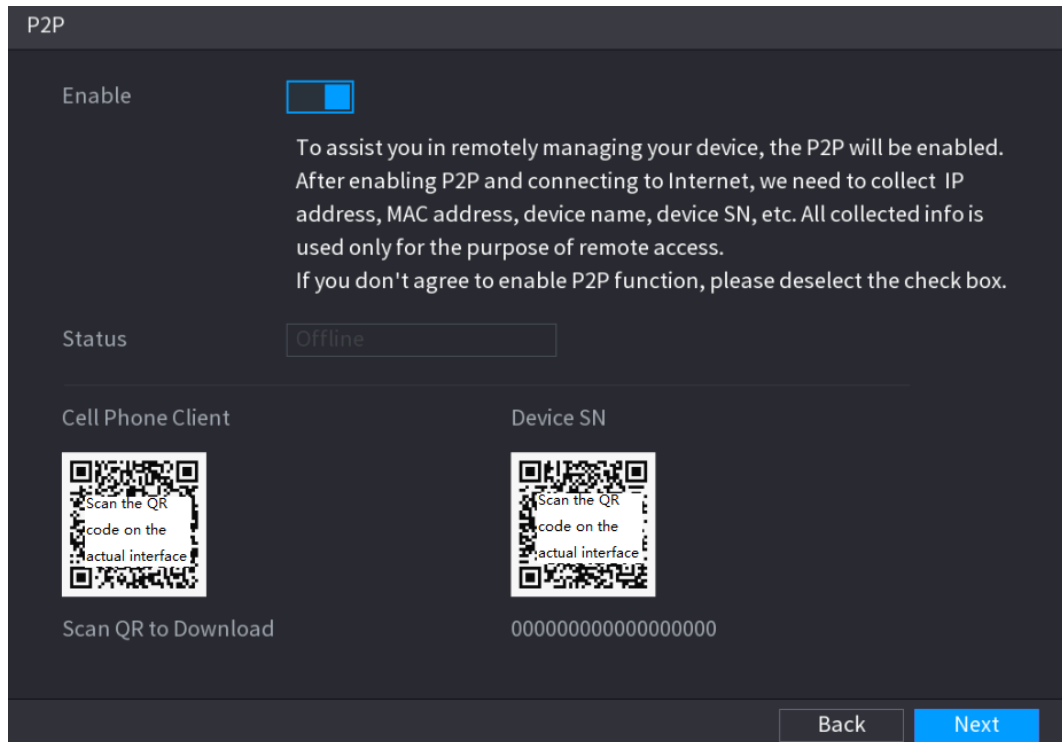 P2P
Enable
To assist you in remotely managing your device, the P2P will be enabled.
After enabling P2P and connecting to Internet, we need to collect IP
address, MAC address, device name, device SN, etc. All collected info is
used only for the purpose of remote access.
If you don't agree to enable P2P function, please deselect the check box.
Status
Offline
Cell Phone Client
Device SN
Scan the QR
code on the
actual interface
Scan the QR
code on the
actual interface
Scan QR to Download
000000000000000000
Back
Next